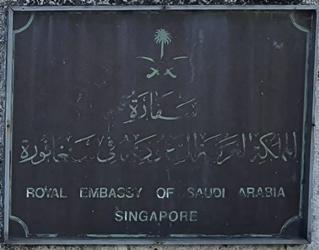 سفارة
المملكة العربية السعودية في سنغافورة
ROYAL EMBASSY OF SAUDI ARABIA
SINGAPORE